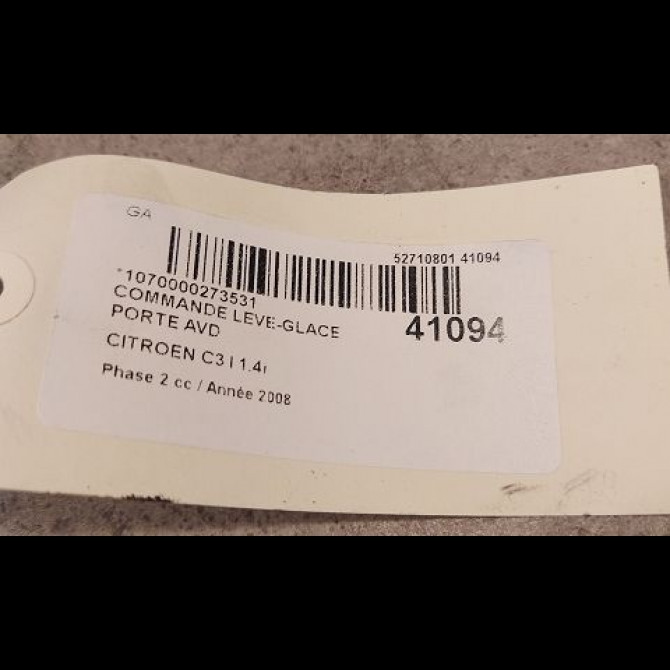 GA
52710801 41094
*1070000273531
COMMANDE LEVE-GLACE
PORTE AVD
41094
CITROEN C3 I 1.4i
Phase 2 cc / Année 2008